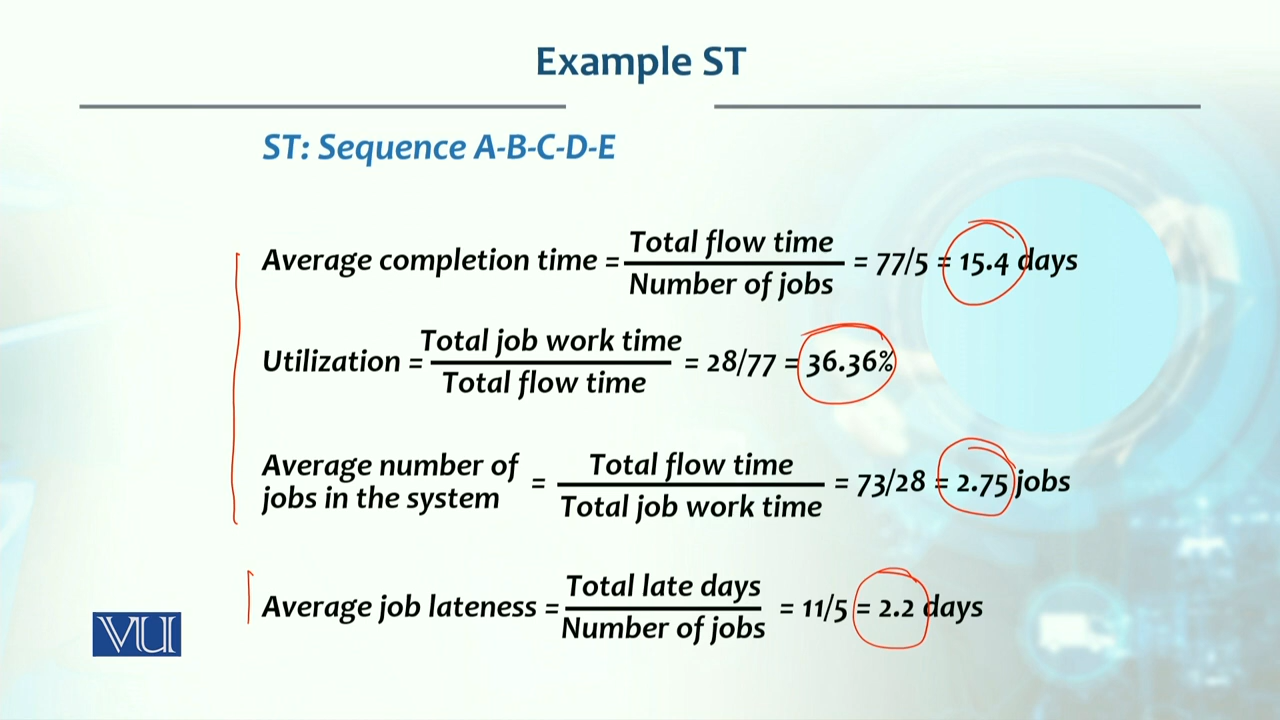 Example ST
ST: Sequence A-B-C-D-E
Average completion time = Total flow time / Number of jobs = 77/5 = 15.4 days
Utilization = Total job work time / Total flow time = 28/77 = 36.36%
Average number of jobs in the system = Total flow time / Total job work time = 73/28 = 2.75 jobs
Average job lateness = Total late days / Number of jobs = 11/5 = 2.2 days
VU